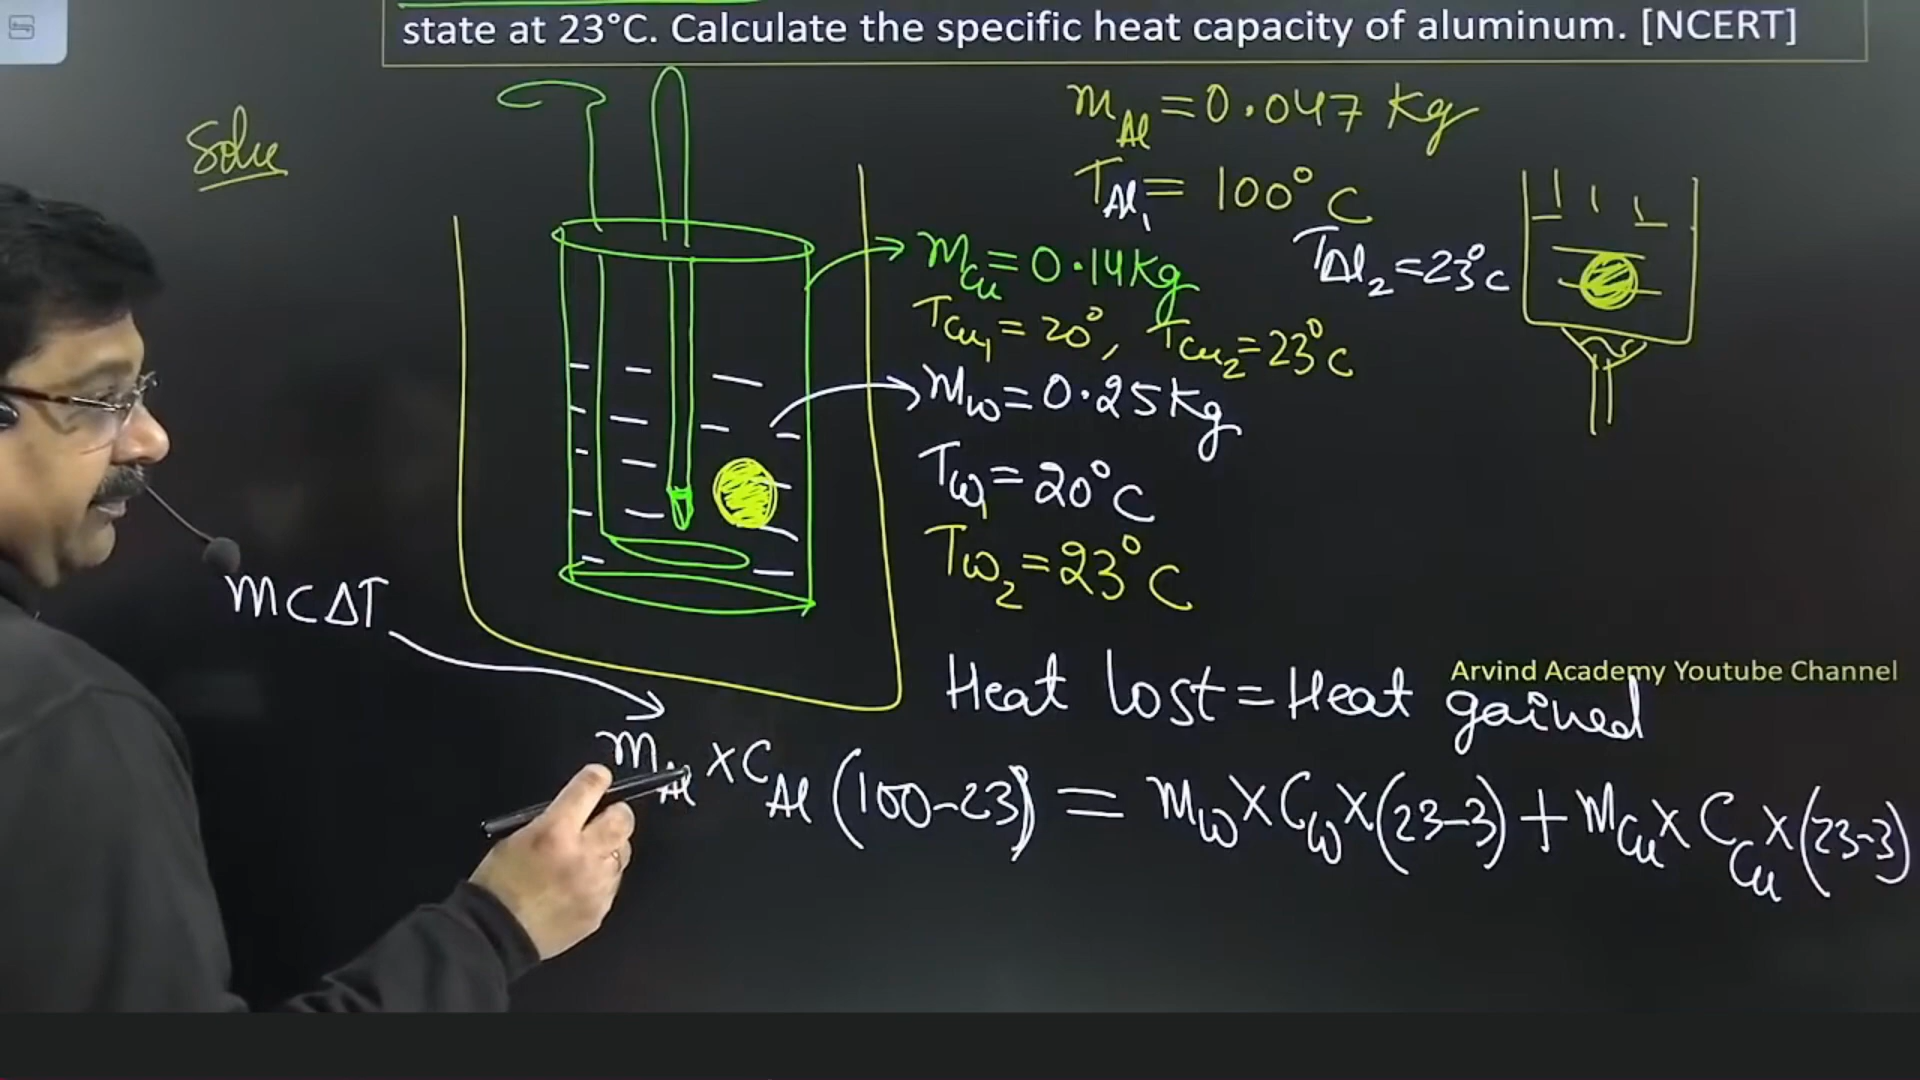 state at 23°C. Calculate the specific heat capacity of aluminum. [NCERT]
Solu
m_Al = 0.047 Kg
T_Al₁ = 100°C
T_Al₂ = 23°C
m_Cu = 0.14 Kg
T_Cu₁ = 20°, T_Cu₂ = 23°C
m_w = 0.25 Kg
T_w₁ = 20°C
T_w₂ = 23°C
MCΔT
Arvind Academy Youtube Channel
Heat lost = Heat gained
m_Al × C_Al (100-23) = m_w × C_w × (23-3) + m_Cu × C_Cu × (23-3)